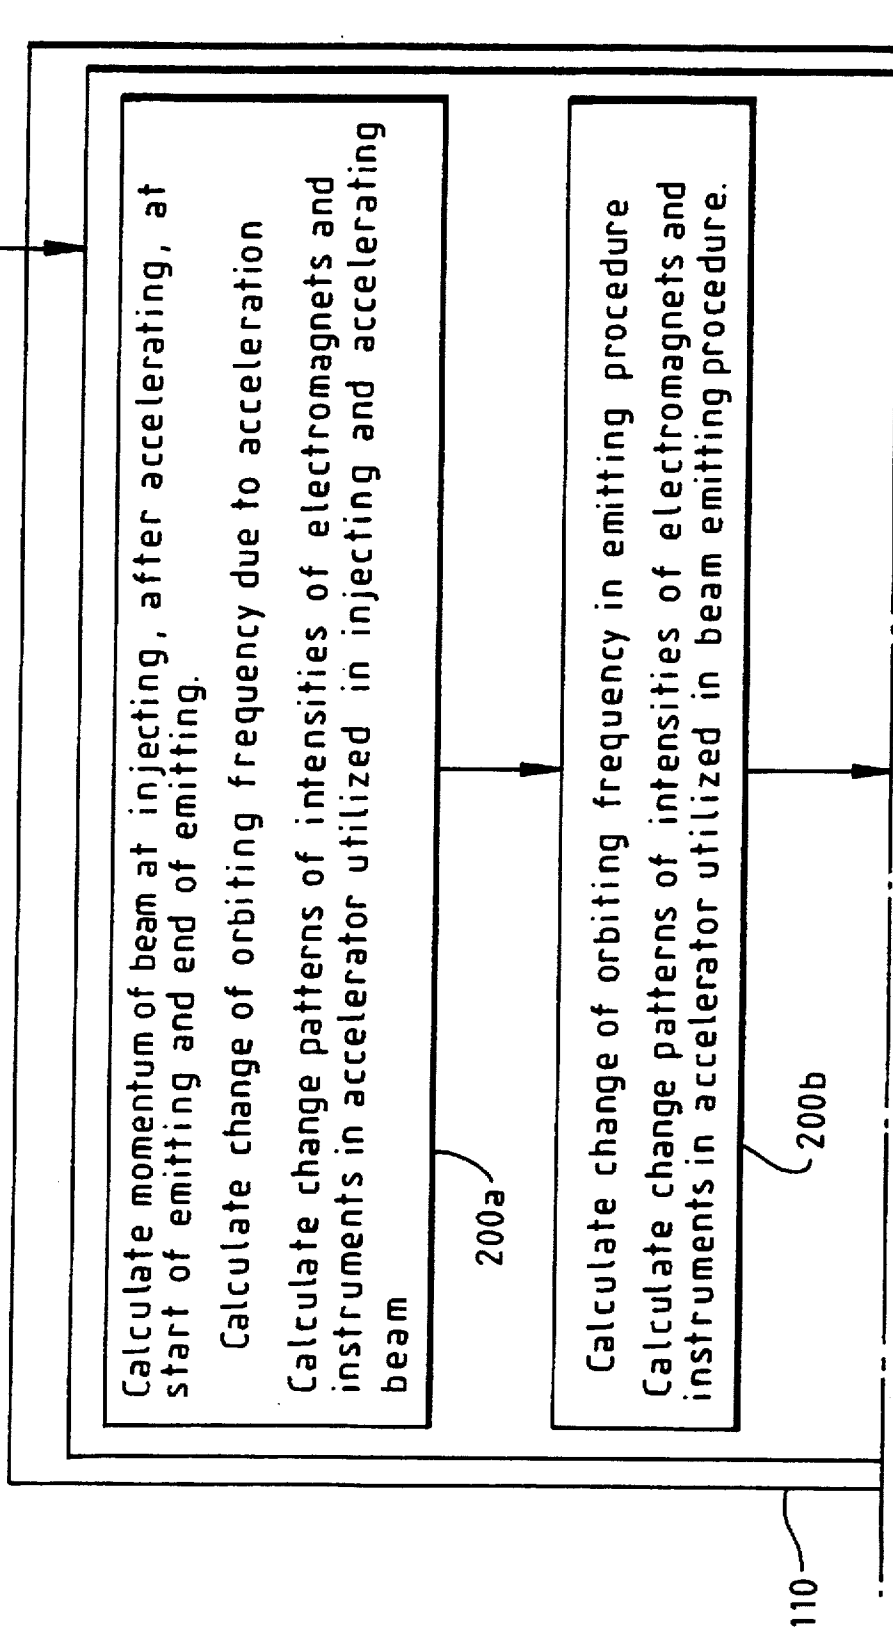 Calculate momentum of beam at injecting, after accelerating, at
start of emitting and end of emitting.
Calculate change of orbiting frequency due to acceleration
Calculate change patterns of intensities of electromagnets and
instruments in accelerator utilized in injecting and accelerating
beam
200a
Calculate change of orbiting frequency in emitting procedure
Calculate change patterns of intensities of electromagnets and
instruments in accelerator utilized in beam emitting procedure.
200b
110